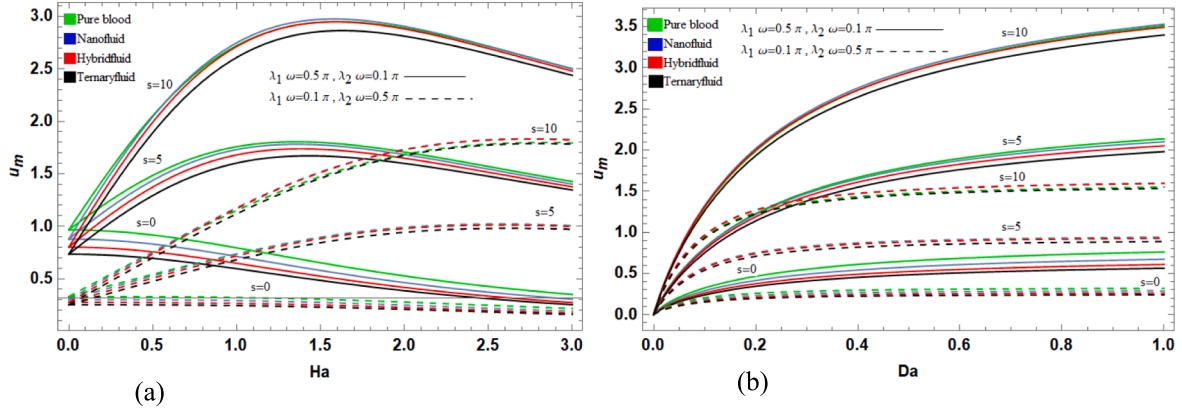 Pure blood
Nanofluid
Hybridfluid
Ternaryfluid
λ1 ω=0.5 π , λ2 ω=0.1 π
λ1 ω=0.1 π , λ2 ω=0.5 π
s=10
s=5
s=0
s=10
s=5
s=0
um
3.0
2.5
2.0
1.5
1.0
0.5
0.0 0.5 1.0 1.5 2.0 2.5 3.0
Ha
(a)
Pure blood
Nanofluid
Hybridfluid
Ternaryfluid
λ1 ω=0.5 π , λ2 ω=0.1 π
λ1 ω=0.1 π , λ2 ω=0.5 π
s=10
s=5
s=10
s=5
s=0
s=0
um
3.5
3.0
2.5
2.0
1.5
1.0
0.5
0.0
0.0 0.2 0.4 0.6 0.8 1.0
Da
(b)